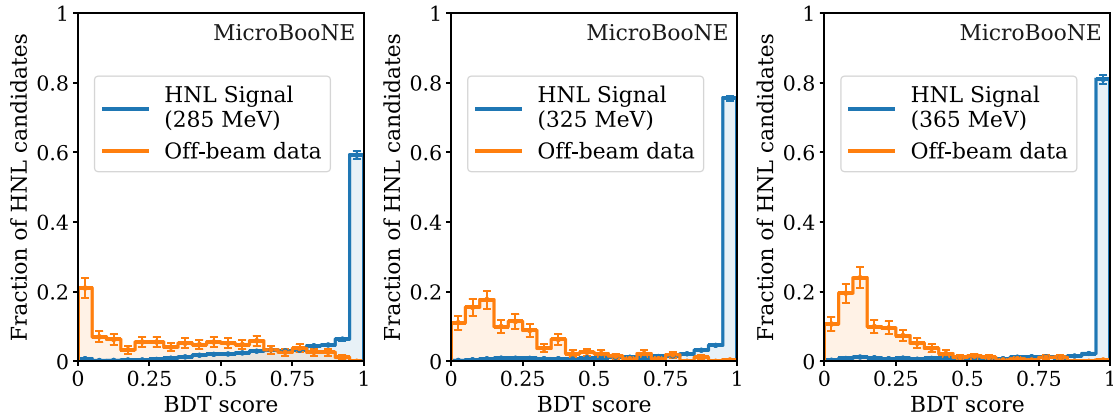 MicroBooNE
HNL Signal
(285 MeV)
Off-beam data
Fraction of HNL candidates
1
0.8
0.6
0.4
0.2
0
0 0.25 0.5 0.75 1
BDT score
MicroBooNE
HNL Signal
(325 MeV)
Off-beam data
Fraction of HNL candidates
1
0.8
0.6
0.4
0.2
0
0 0.25 0.5 0.75 1
BDT score
MicroBooNE
HNL Signal
(365 MeV)
Off-beam data
Fraction of HNL candidates
1
0.8
0.6
0.4
0.2
0
0 0.25 0.5 0.75 1
BDT score